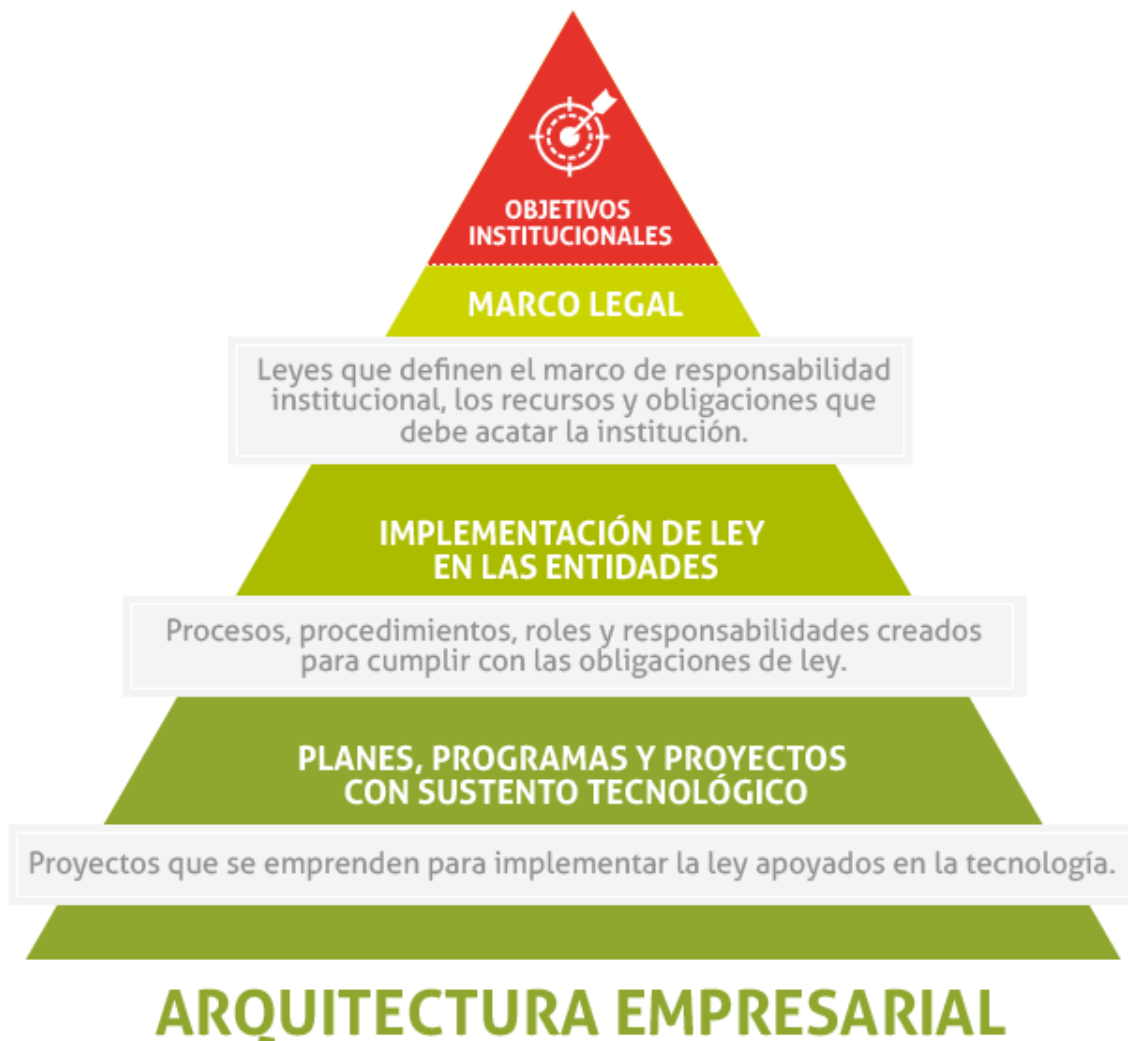 OBJETIVOS
INSTITUCIONALES
MARCO LEGAL
Leyes que definen el marco de responsabilidad
institucional, los recursos y obligaciones que
debe acatar la institución.
IMPLEMENTACIÓN DE LEY
EN LAS ENTIDADES
Procesos, procedimientos, roles y responsabilidades creados
para cumplir con las obligaciones de ley.
PLANES, PROGRAMAS Y PROYECTOS
CON SUSTENTO TECNOLÓGICO
Proyectos que se emprenden para implementar la ley apoyados en la tecnología.
ARQUITECTURA EMPRESARIAL